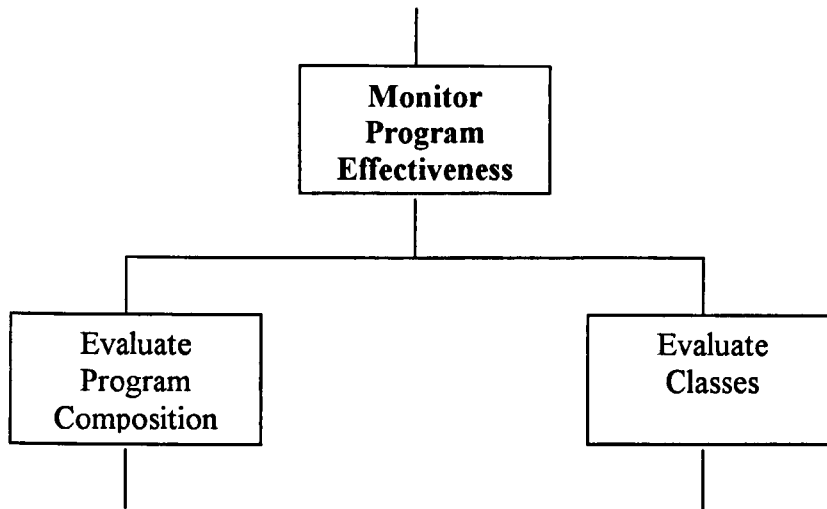 Monitor
Program
Effectiveness
Evaluate
Program
Composition
Evaluate
Classes